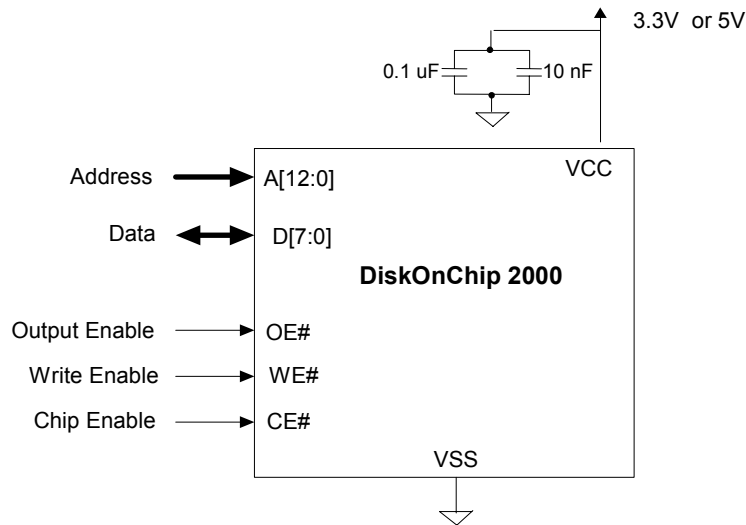 3.3V or 5V
0.1 uF
10 nF
VCC
Address
A[12:0]
Data
D[7:0]
DiskOnChip 2000
Output Enable
OE#
Write Enable
WE#
Chip Enable
CE#
VSS